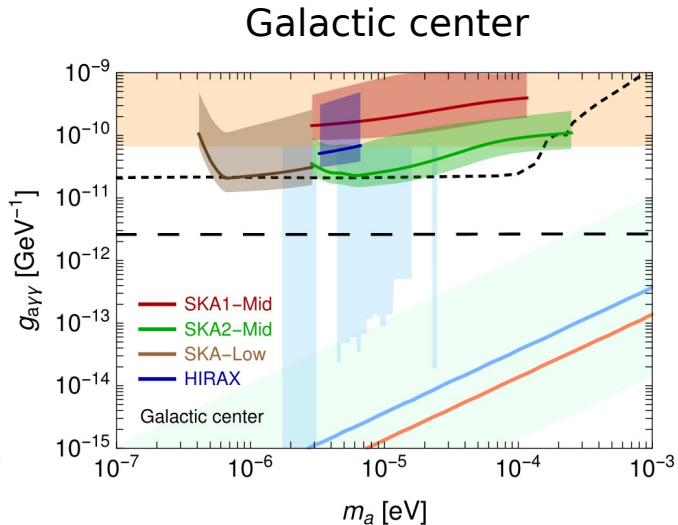 Galactic center
10⁻⁹
10⁻¹⁰
10⁻¹¹
10⁻¹²
10⁻¹³
10⁻¹⁴
10⁻¹⁵
g_aγγ [GeV⁻¹]
SKA1-Mid
SKA2-Mid
SKA-Low
HIRAX
Galactic center
10⁻⁷ 10⁻⁶ 10⁻⁵ 10⁻⁴ 10⁻³
m_a [eV]